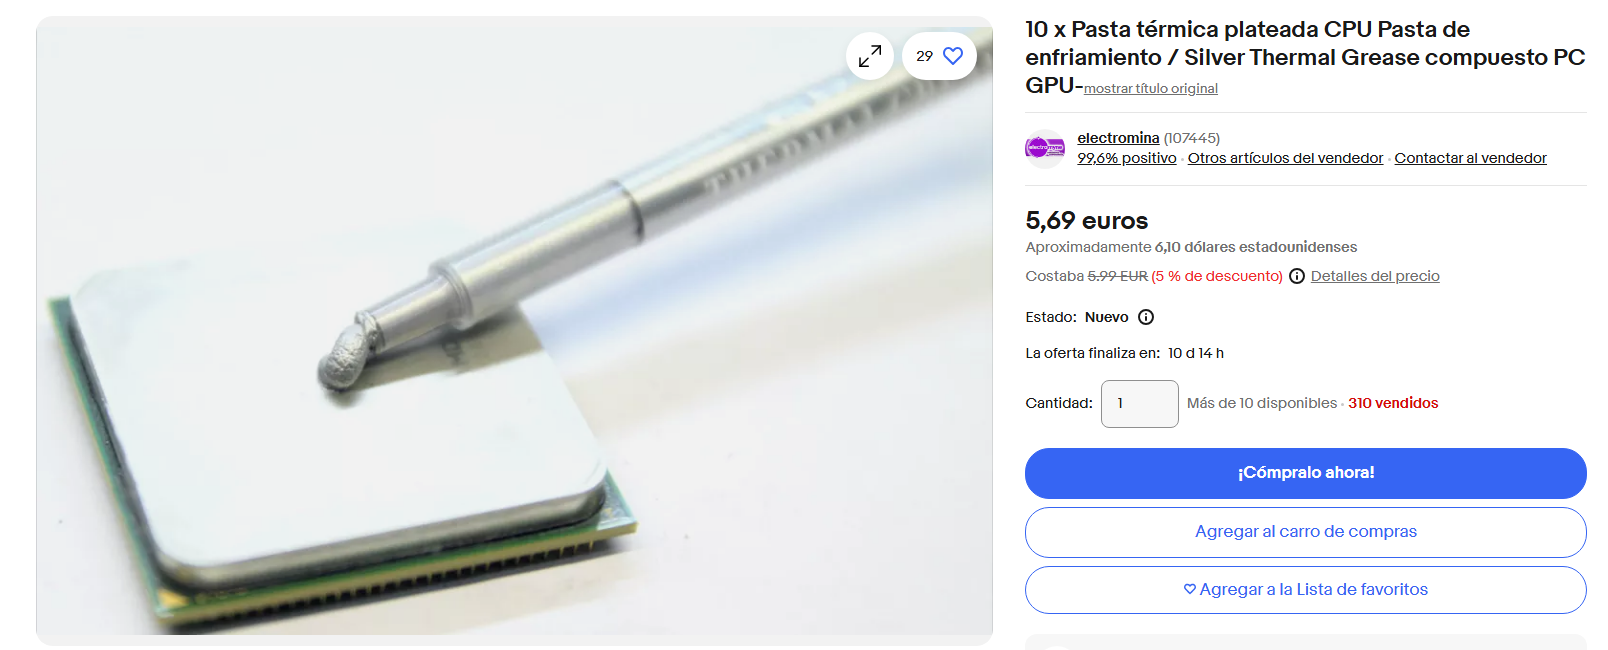 29
10 x Pasta térmica plateada CPU Pasta de
enfriamiento / Silver Thermal Grease compuesto PC
GPU-mostrar título original
electromina (107445)
99,6% positivo · Otros artículos del vendedor · Contactar al vendedor
5,69 euros
Aproximadamente 6,10 dólares estadounidenses
Costaba 5.99 EUR (5 % de descuento) Detalles del precio
Estado: Nuevo
La oferta finaliza en: 10 d 14 h
Cantidad: 1 Más de 10 disponibles · 310 vendidos
¡Cómpralo ahora!
Agregar al carro de compras
Agregar a la Lista de favoritos